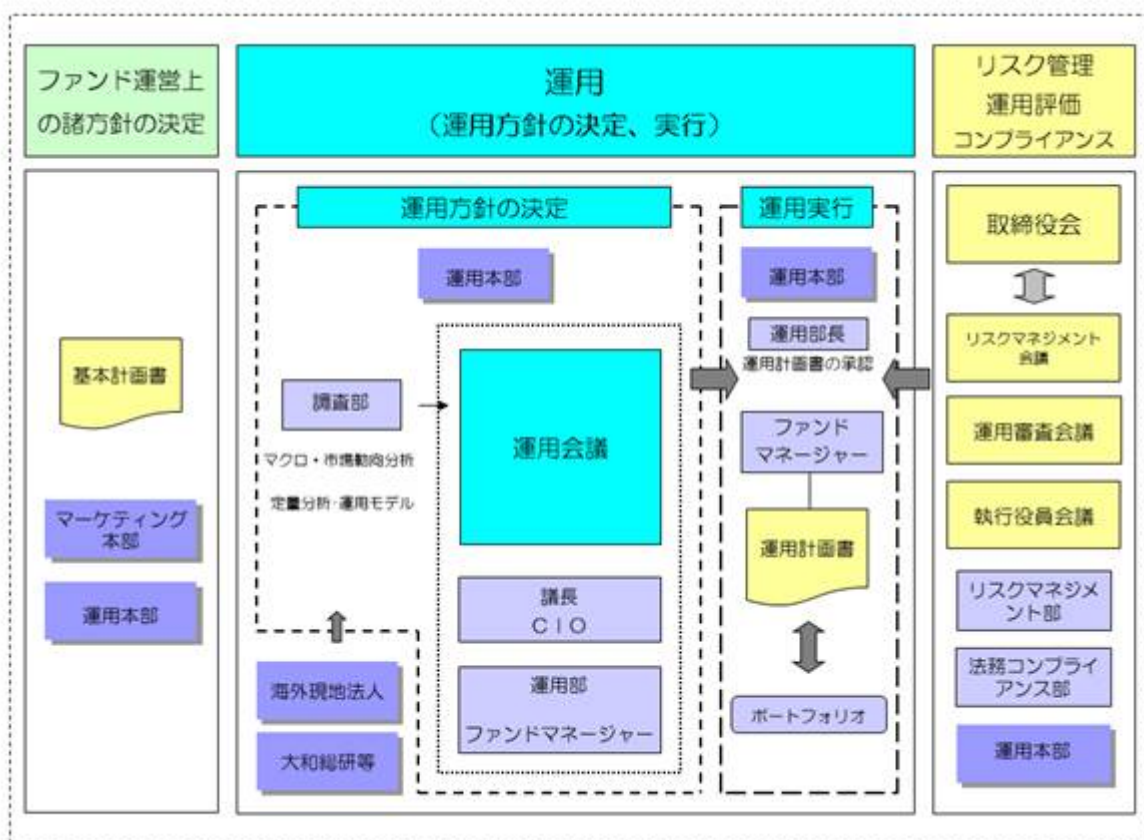 ファンド運営上
の諸方針の決定
運用
（運用方針の決定、実行）
リスク管理
運用評価
コンプライアンス
基本計画書
マーケティング
本部
運用本部
運用方針の決定
運用本部
調査部
マクロ・市場動向分析
定量分析・運用モデル
運用会議
議長
ＣＩＯ
運用部
ファンドマネージャー
海外現地法人
大和総研等
運用実行
運用本部
運用部長
運用計画書の承認
ファンド
マネージャー
運用計画書
ポートフォリオ
取締役会
リスクマネジメント
会議
運用審査会議
執行役員会議
リスクマネジメ
ント部
法務コンプライ
アンス部
運用本部